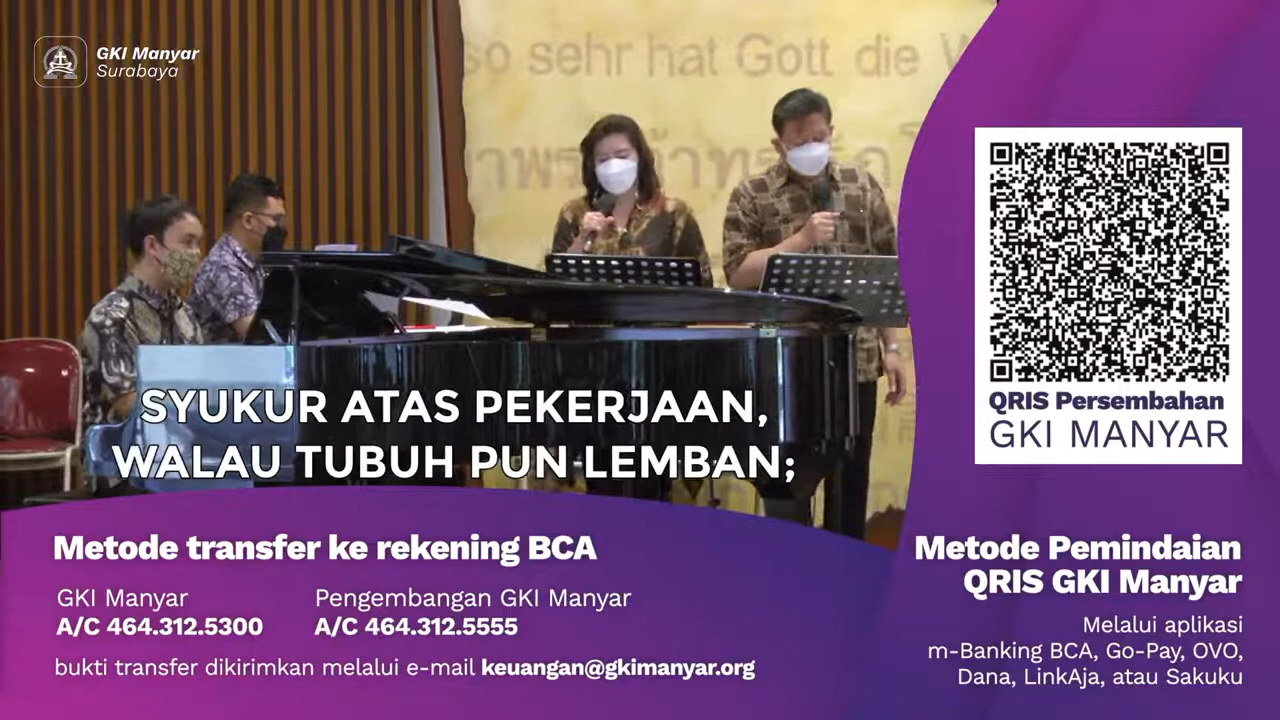 GKI Manyar
Surabaya
so sehr hat Gott die W
SYUKUR ATAS PEKERJAAN,
WALAU TUBUH PUN LEMBAN;
QRIS Persembahan
GKI MANYAR
Metode transfer ke rekening BCA
GKI Manyar
A/C 464.312.5300
Pengembangan GKI Manyar
A/C 464.312.5555
bukti transfer dikirimkan melalui e-mail keuangan@gkimanyar.org
Metode Pemindaian
QRIS GKI Manyar
Melalui aplikasi
m-Banking BCA, Go-Pay, OVO,
Dana, LinkAja, atau Sakuku